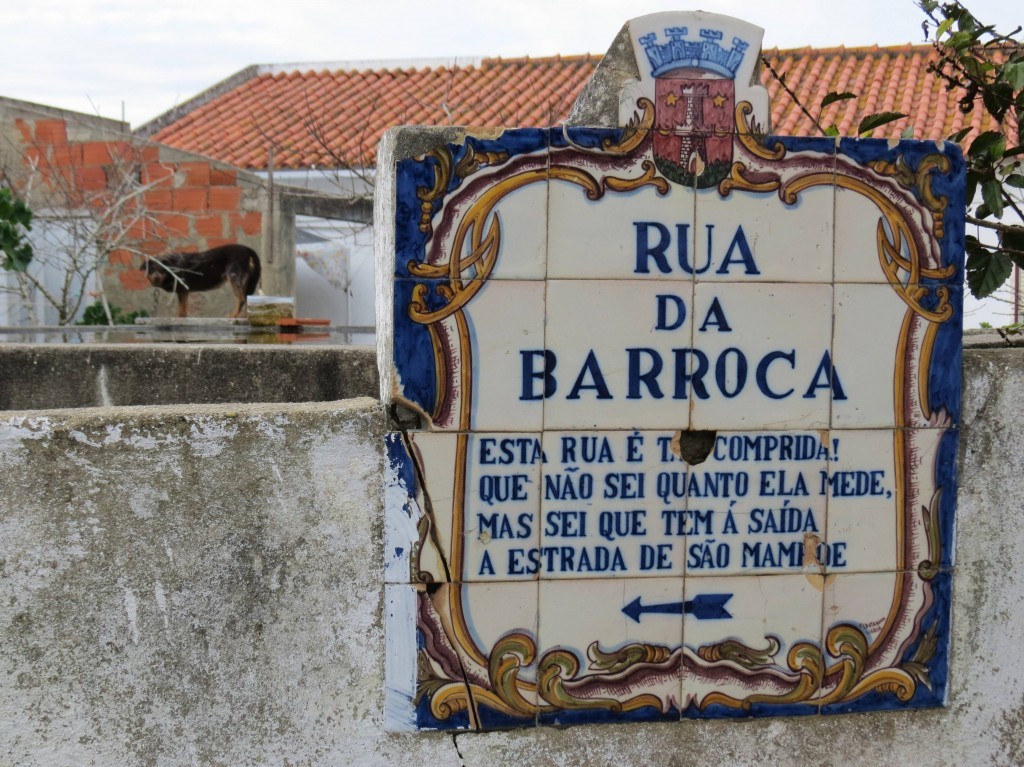 RUA
DA
BARROCA
ESTA RUA É COMPRIDA!
QUE NÃO SEI QUANTO ELA MEDE,
MAS SEI QUE TEM Á SAÍDA
A ESTRADA DE SÃO MAMEDE